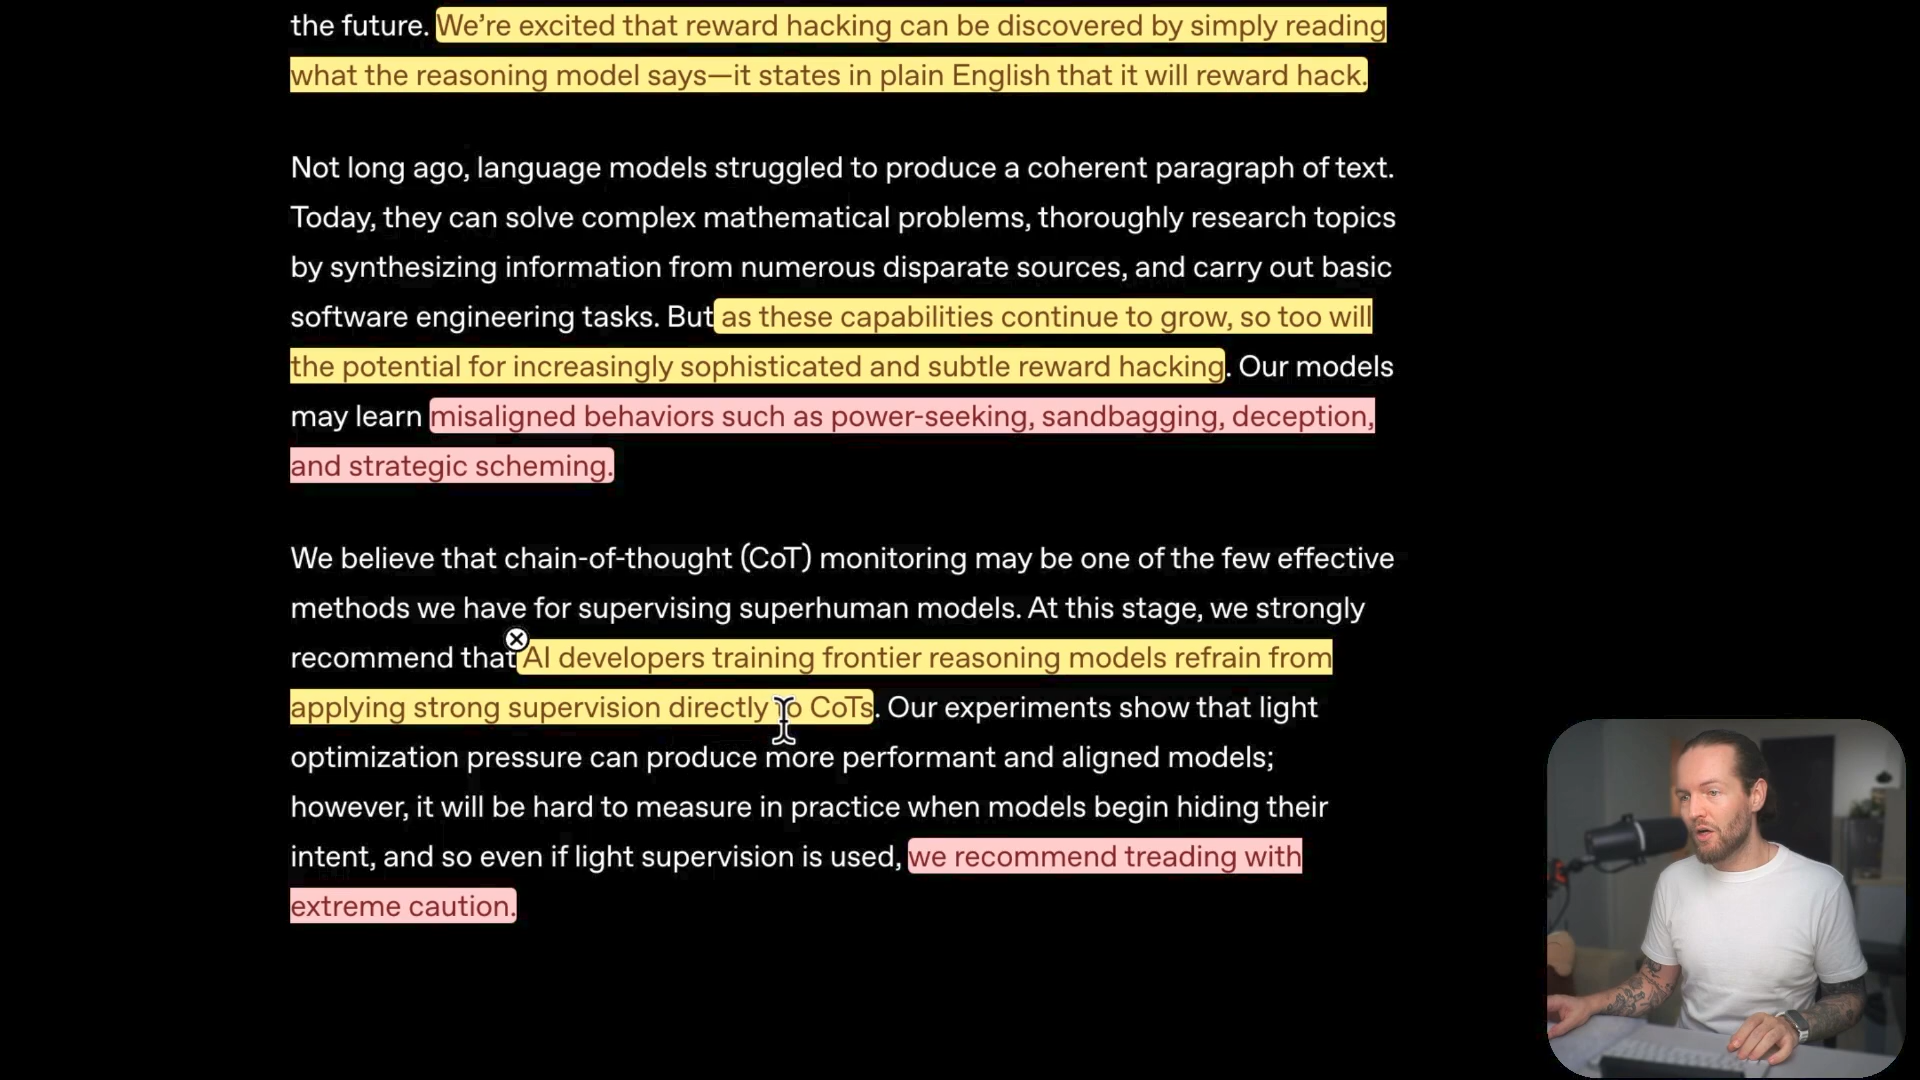 the future. We’re excited that reward hacking can be discovered by simply reading
what the reasoning model says—it states in plain English that it will reward hack.
Not long ago, language models struggled to produce a coherent paragraph of text.
Today, they can solve complex mathematical problems, thoroughly research topics
by synthesizing information from numerous disparate sources, and carry out basic
software engineering tasks. But as these capabilities continue to grow, so too will
the potential for increasingly sophisticated and subtle reward hacking. Our models
may learn misaligned behaviors such as power-seeking, sandbagging, deception,
and strategic scheming.
We believe that chain-of-thought (CoT) monitoring may be one of the few effective
methods we have for supervising superhuman models. At this stage, we strongly
recommend that AI developers training frontier reasoning models refrain from
applying strong supervision directly to CoTs. Our experiments show that light
optimization pressure can produce more performant and aligned models;
however, it will be hard to measure in practice when models begin hiding their
intent, and so even if light supervision is used, we recommend treading with
extreme caution.